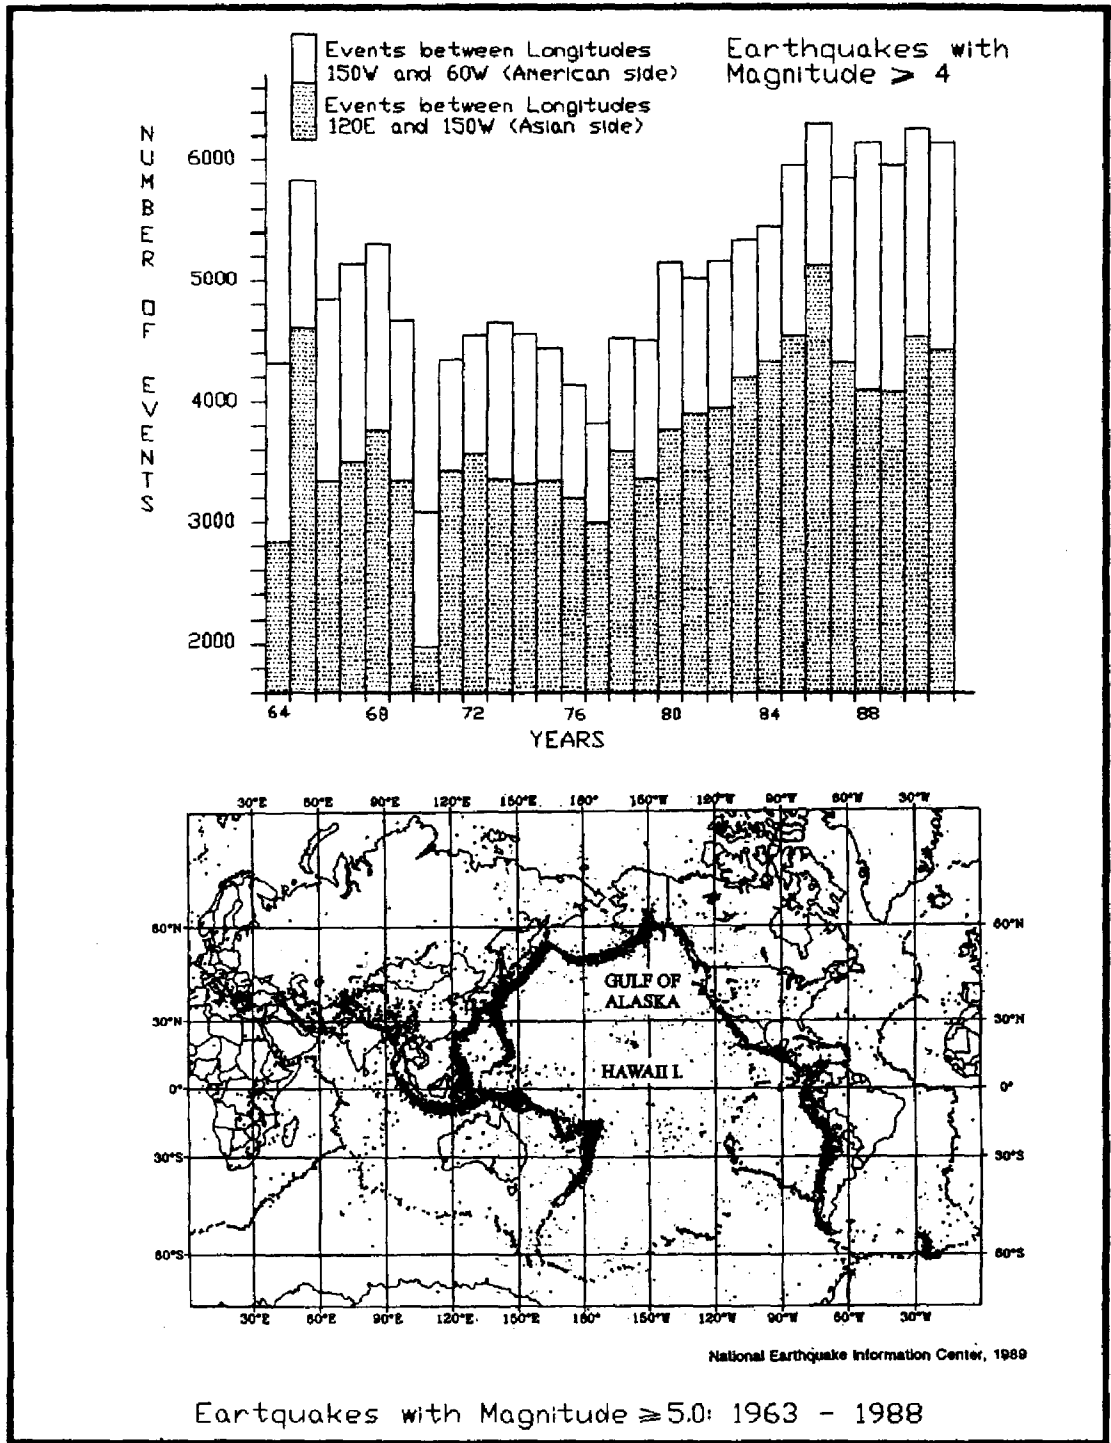 Events between Longitudes
150W and 60W (American side)
Events between Longitudes
120E and 150W (Asian side)
Earthquakes with
Magnitude ⩾ 4
NUMBER OF EVENTS
6000
5000
4000
3000
2000
64 68 72 76 80 84 88
YEARS
30°E 60°E 90°E 120°E 150°E 180° 150°W 120°W 90°W 60°W 30°W
60°N 60°N
GULF OF
ALASKA
30°N 30°N
HAWAII I.
0° 0°
30°S 30°S
60°S 60°S
30°E 60°E 90°E 120°E 150°E 180° 150°W 120°W 90°W 60°W 30°W
National Earthquake Information Center, 1989
Eartquakes with Magnitude ⩾5.0: 1963 - 1988